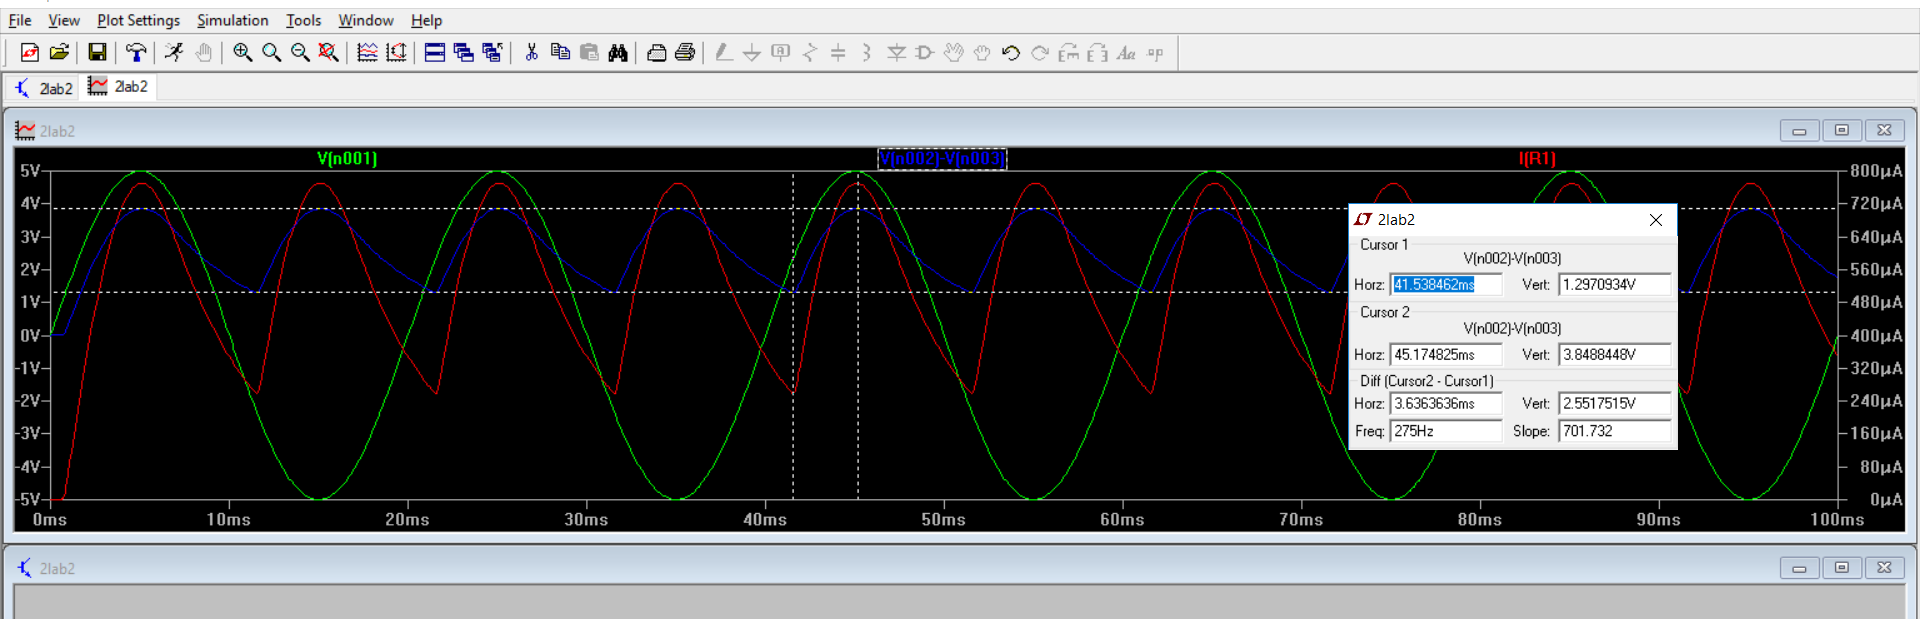 File View Plot Settings Simulation Tools Window Help
2lab2 2lab2
2lab2
V(n001) V(n002)-V(n003) I(R1)
5V 800µA
4V 720µA
3V 640µA
2V 560µA
1V 480µA
0V 400µA
-1V 320µA
-2V 240µA
-3V 160µA
-4V 80µA
-5V 0µA
0ms 10ms 20ms 30ms 40ms 50ms 60ms 70ms 80ms 90ms 100ms
2lab2
Cursor 1
V(n002)-V(n003)
Horz: 41.538462ms Vert: 1.2970934V
Cursor 2
V(n002)-V(n003)
Horz: 45.174825ms Vert: 3.8488448V
Diff (Cursor2 - Cursor1)
Horz: 3.6363636ms Vert: 2.5517515V
Freq: 275Hz Slope: 701.732
2lab2